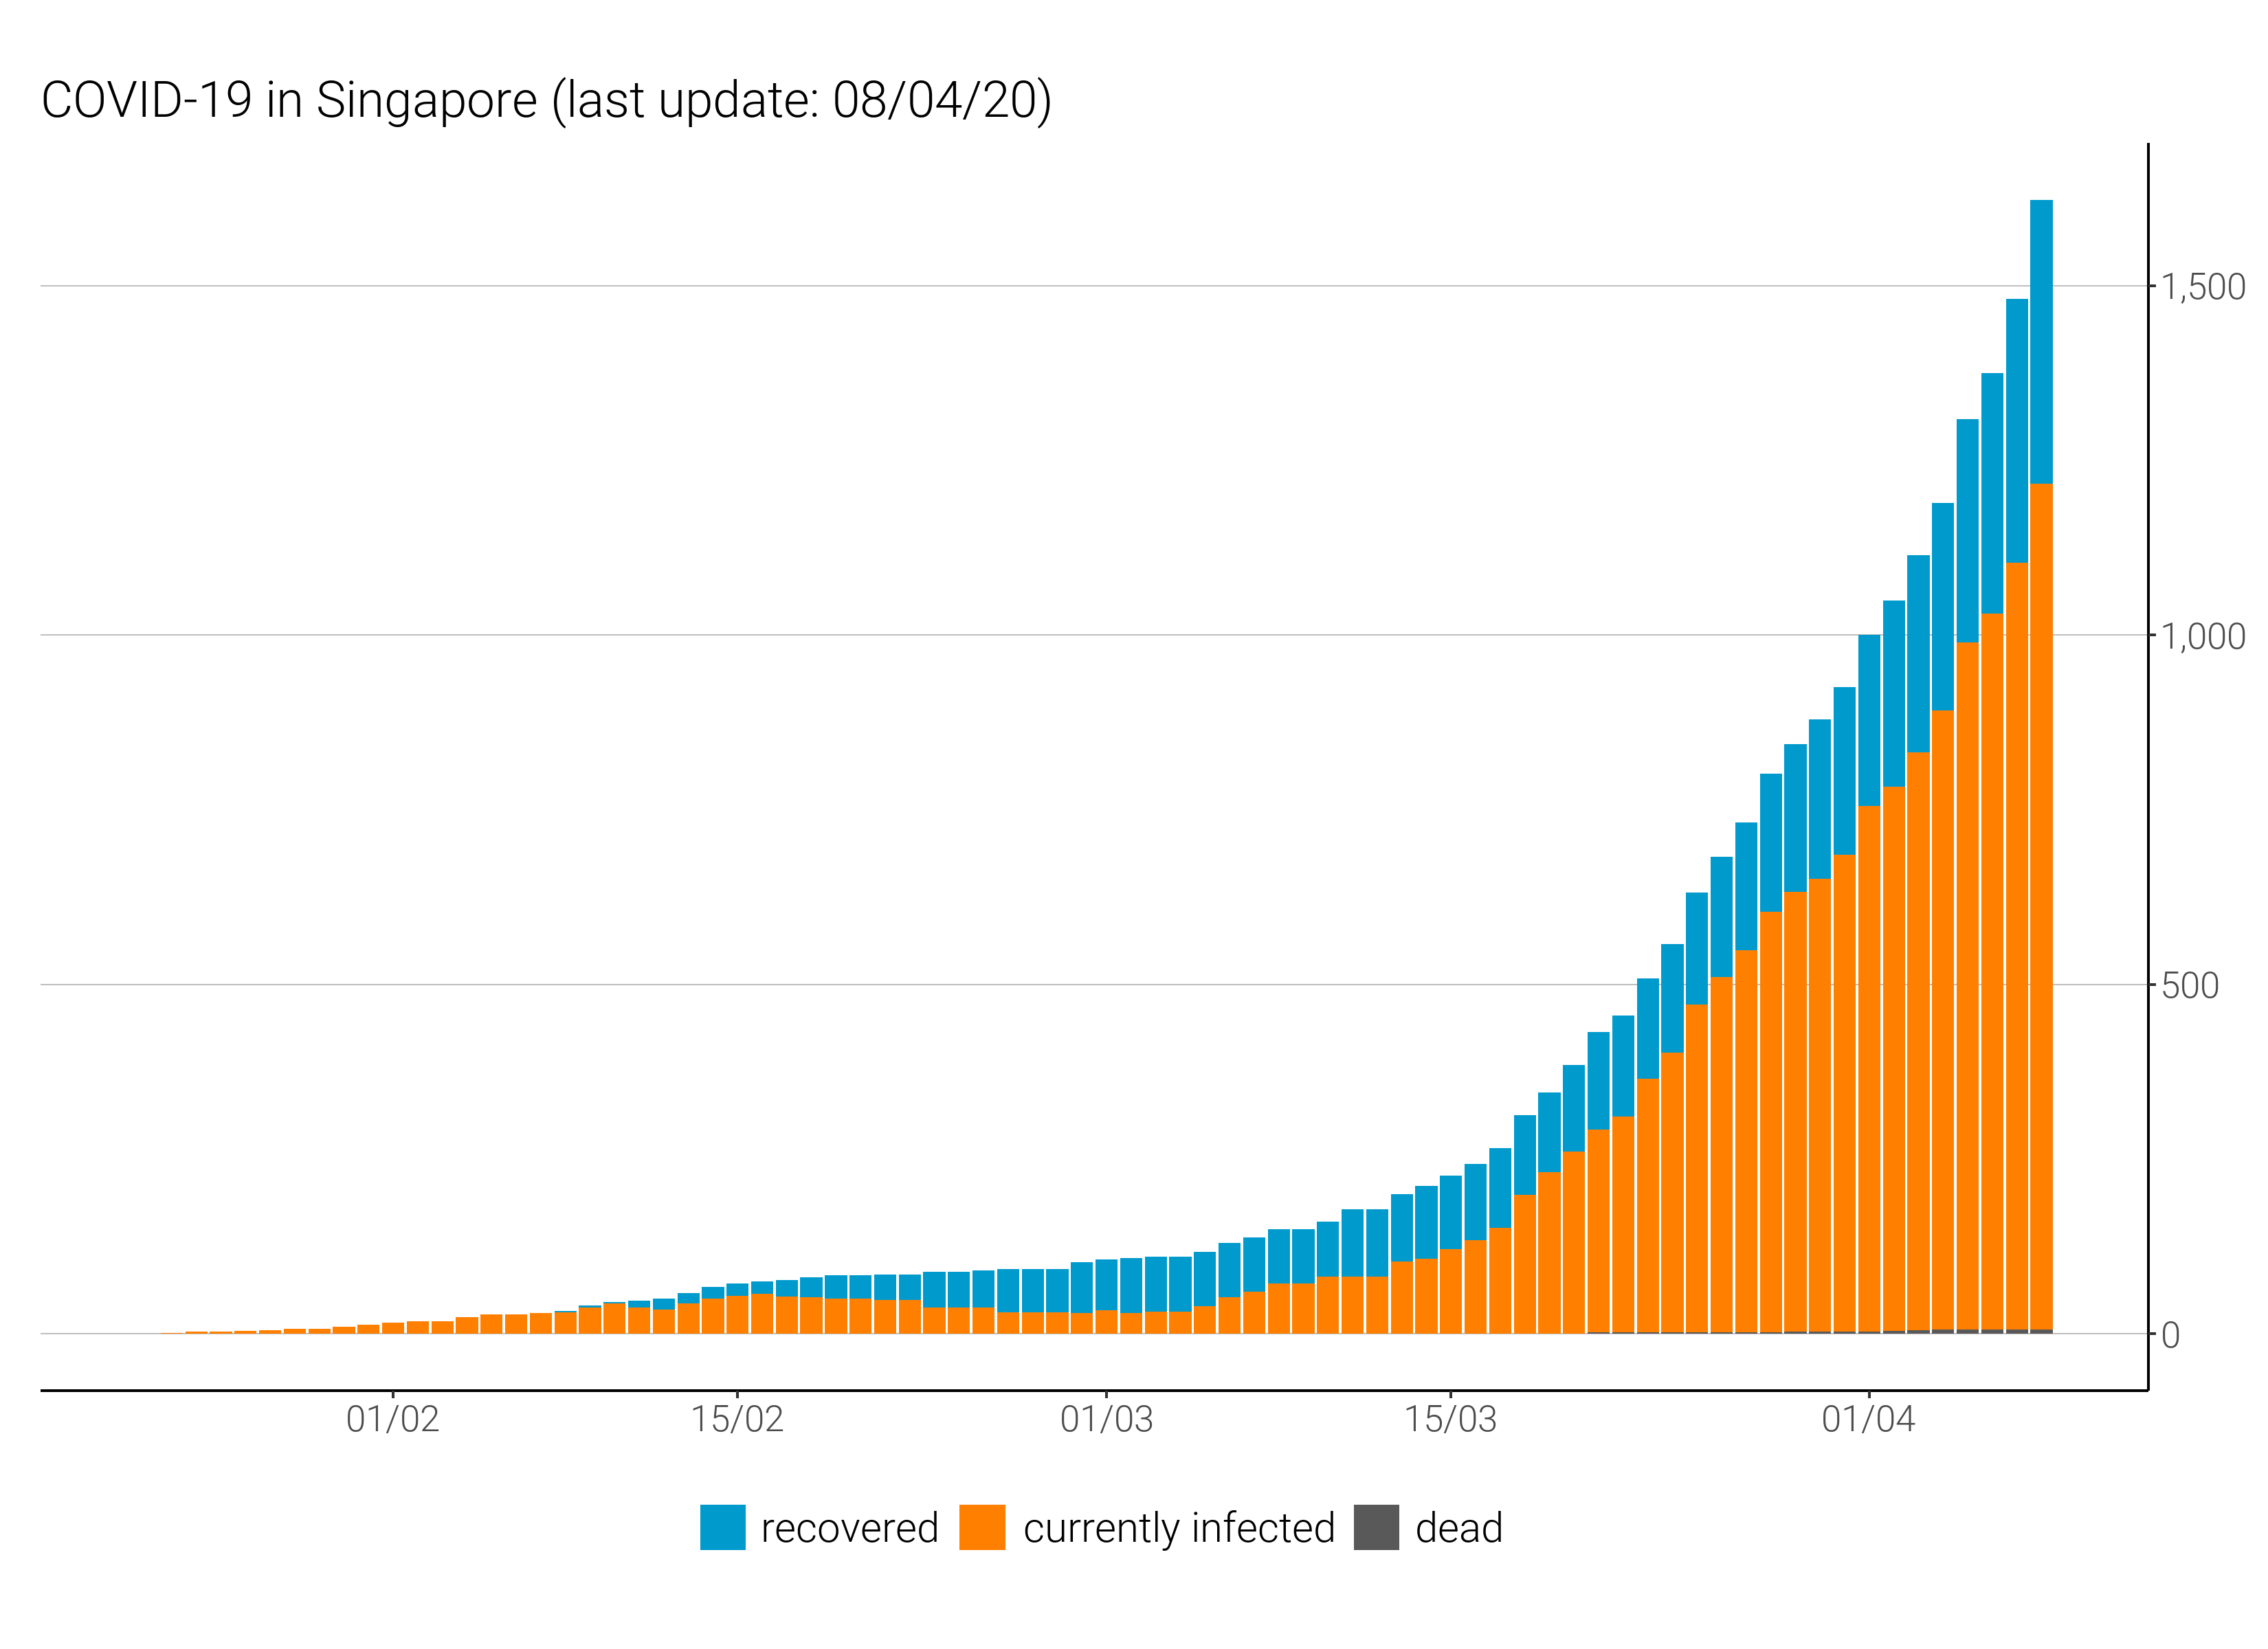 COVID-19 in Singapore (last update: 08/04/20)
1,500
1,000
500
0
01/02 15/02 01/03 15/03 01/04
recovered currently infected dead